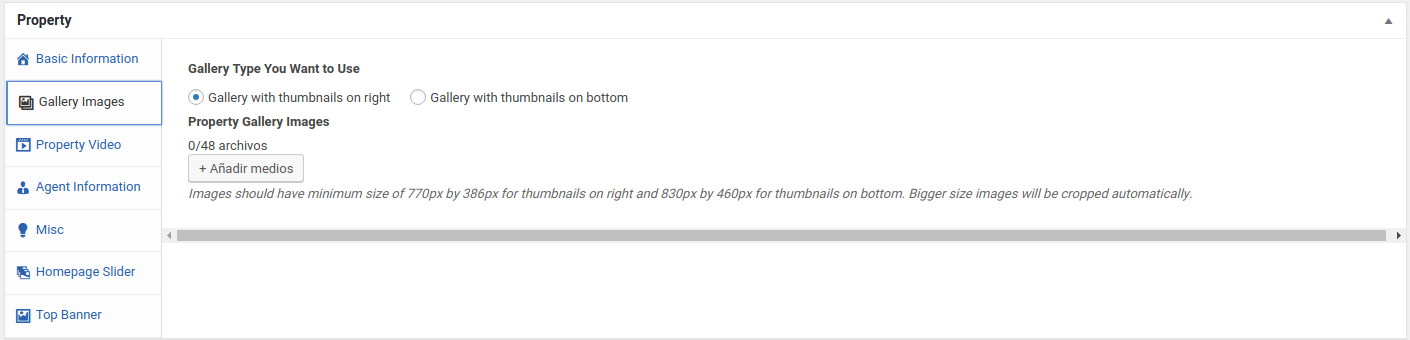 Property
Basic Information
Gallery Images
Property Video
Agent Information
Misc
Homepage Slider
Top Banner
Gallery Type You Want to Use
Gallery with thumbnails on right Gallery with thumbnails on bottom
Property Gallery Images
0/48 archivos
+ Añadir medios
Images should have minimum size of 770px by 386px for thumbnails on right and 830px by 460px for thumbnails on bottom. Bigger size images will be cropped automatically.